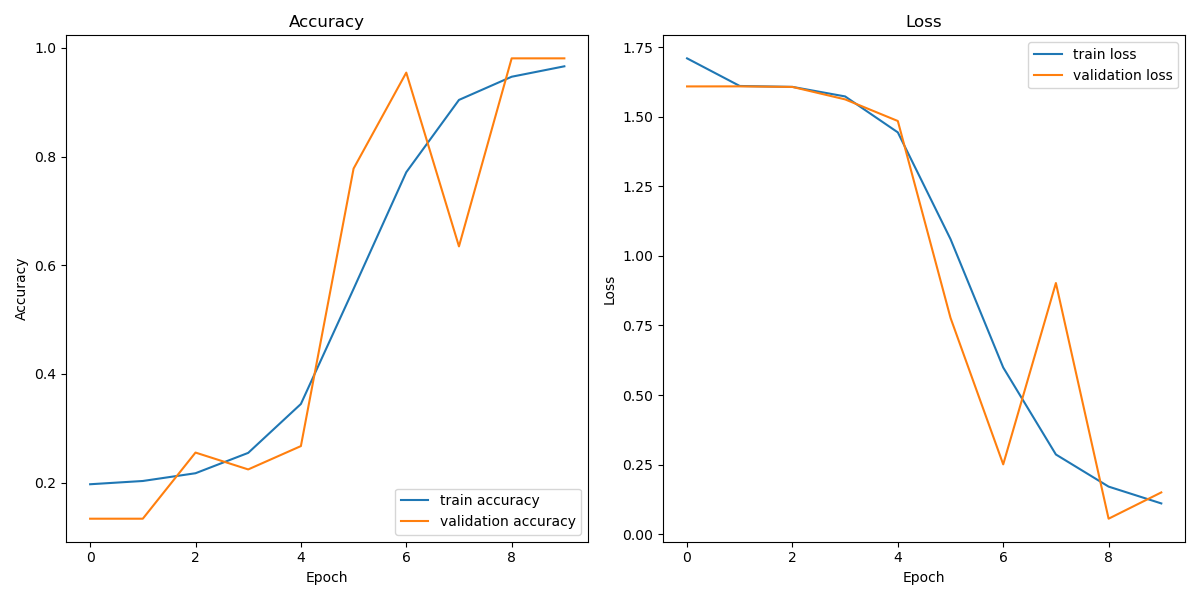 Accuracy
1.0
0.8
0.6
0.4
0.2
Accuracy
train accuracy
validation accuracy
0 2 4 6 8
Epoch
Loss
1.75
1.50
1.25
1.00
0.75
0.50
0.25
0.00
Loss
train loss
validation loss
0 2 4 6 8
Epoch